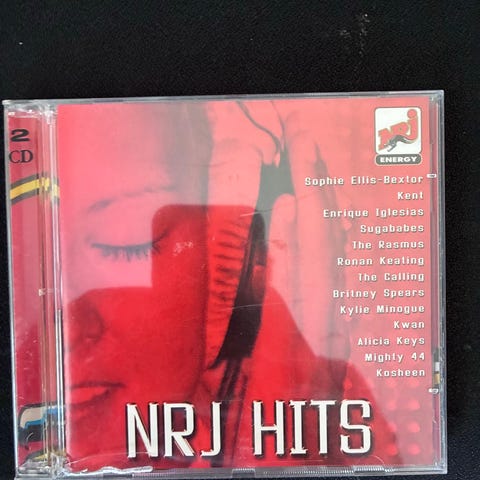 2
CD
NRJ
ENERGY
Sophie Ellis-Bextor
Kent
Enrique Iglesias
Sugababes
The Rasmus
Ronan Keating
The Calling
Britney Spears
Kylie Minogue
Kwan
Alicia Keys
Mighty 44
Kosheen
NRJ HITS